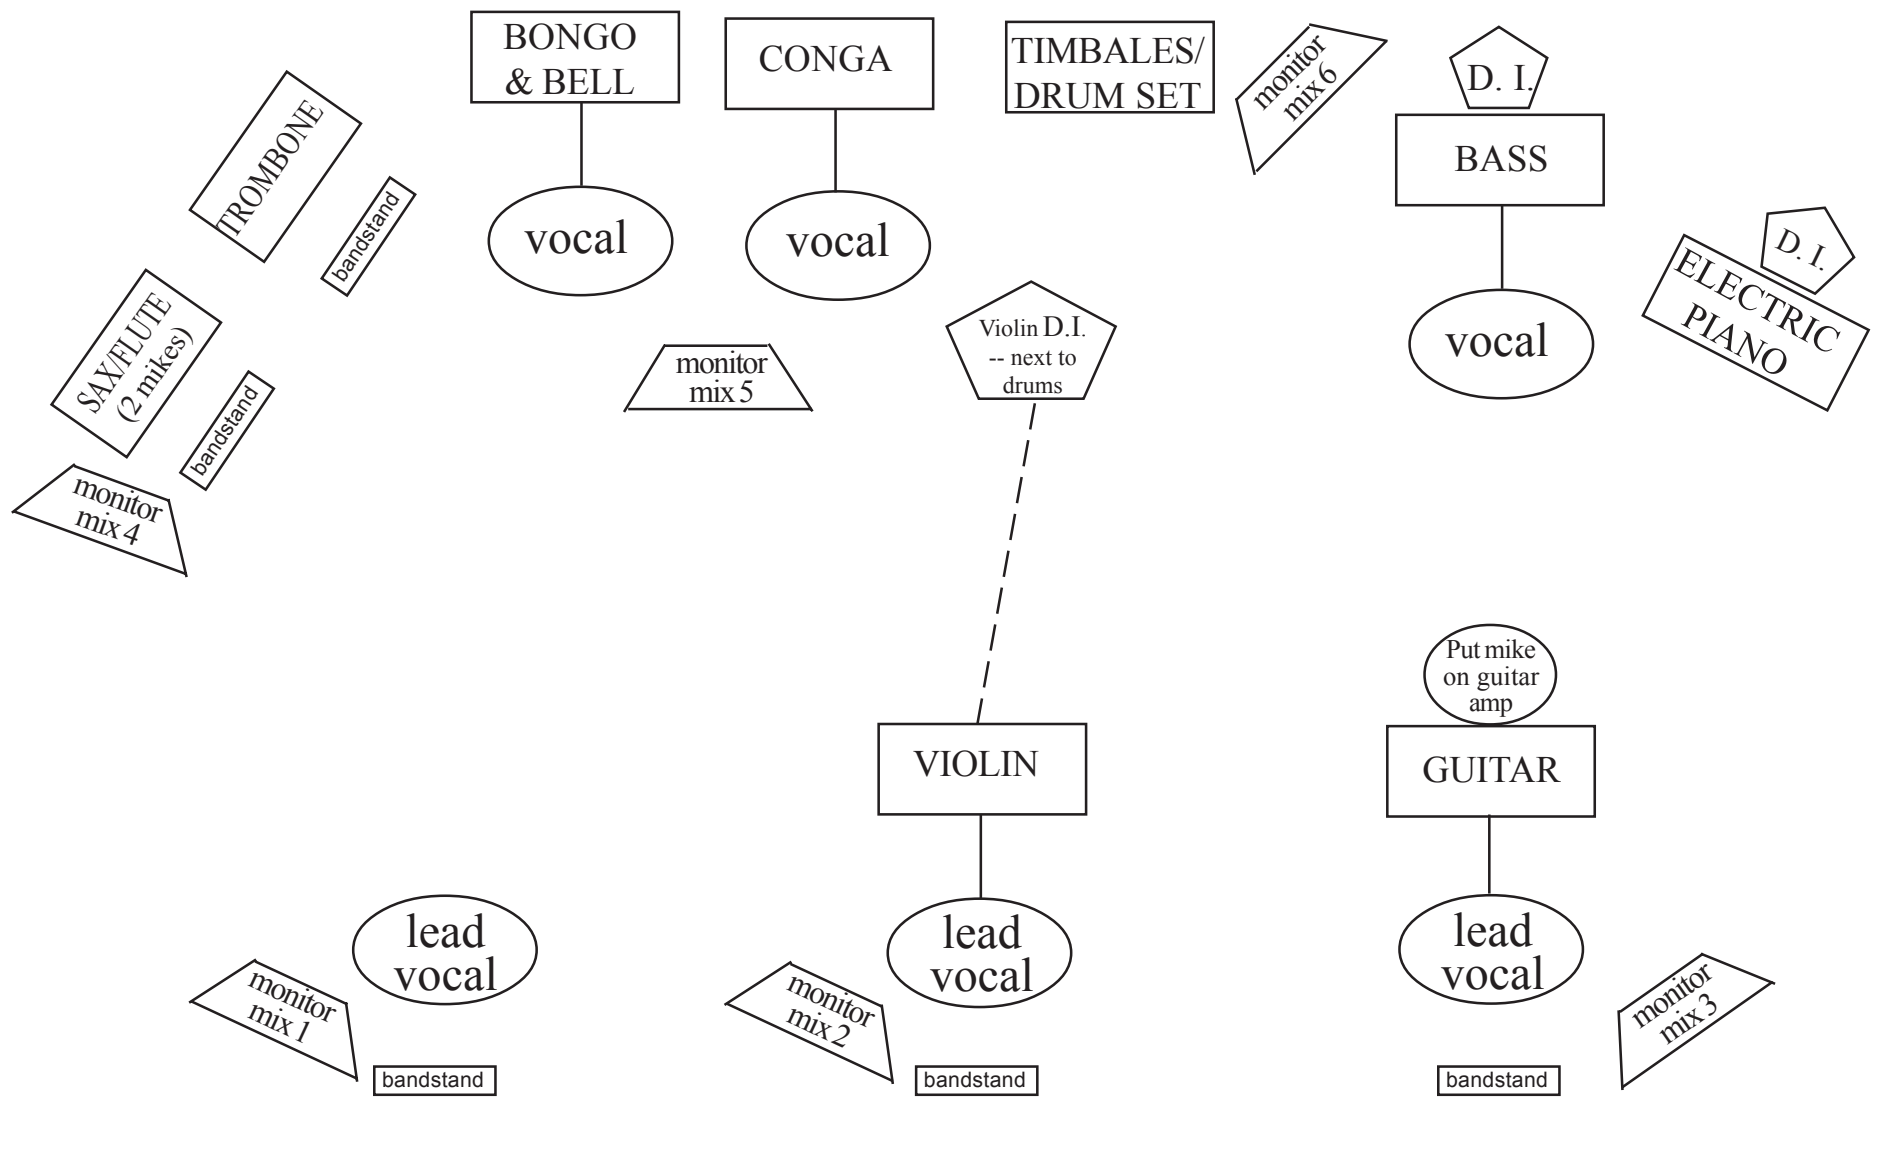 BONGO
& BELL
CONGA
TIMBALES/
DRUM SET
monitor
mix 6
D. I.
BASS
TROMBONE
bandstand
vocal
vocal
vocal
D. I.
ELECTRIC
PIANO
SAX/FLUTE
(2 mikes)
bandstand
monitor
mix 4
monitor
mix 5
Violin D.I.
-- next to
drums
Put mike
on guitar
amp
VIOLIN
GUITAR
lead
vocal
monitor
mix 1
bandstand
lead
vocal
monitor
mix 2
bandstand
lead
vocal
monitor
mix 3
bandstand